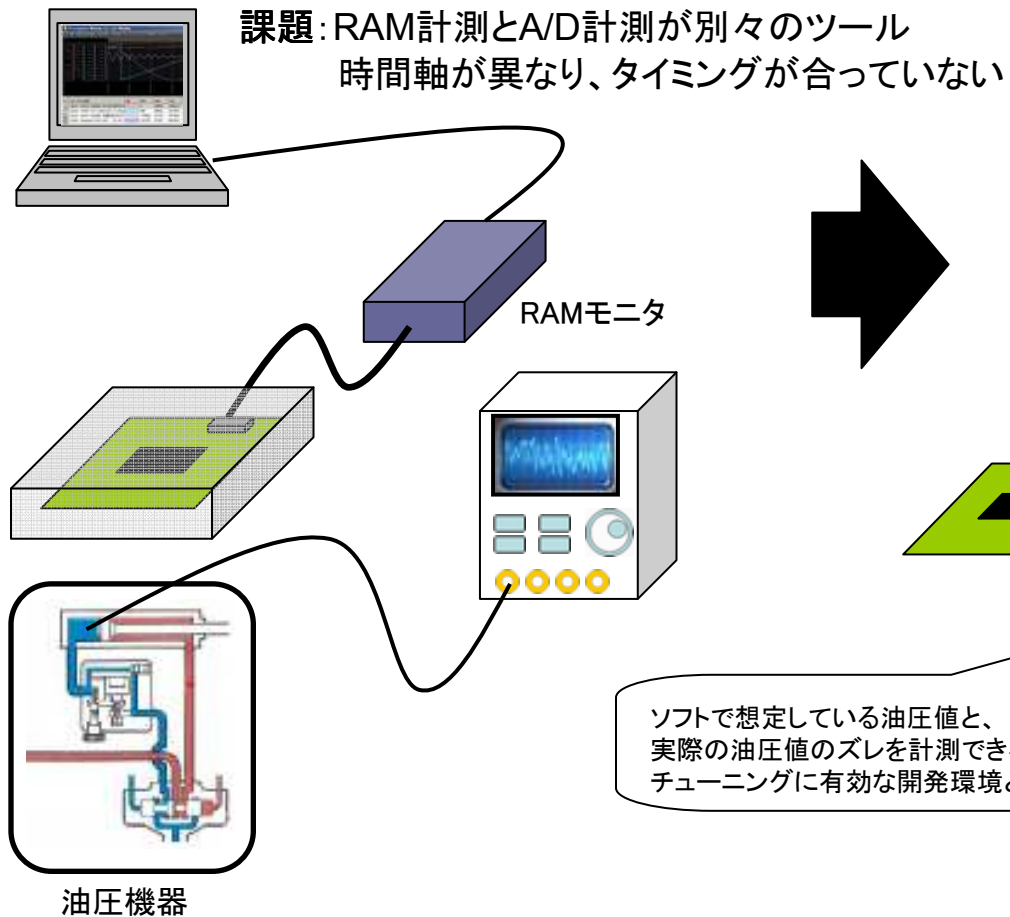 課題：RAM計測とA/D計測が別々のツール
時間軸が異なり、タイミングが合っていない
RAMモニタ
ソフトで想定している油圧値と、
実際の油圧値のズレを計測でき
チューニングに有効な開発環境
油圧機器